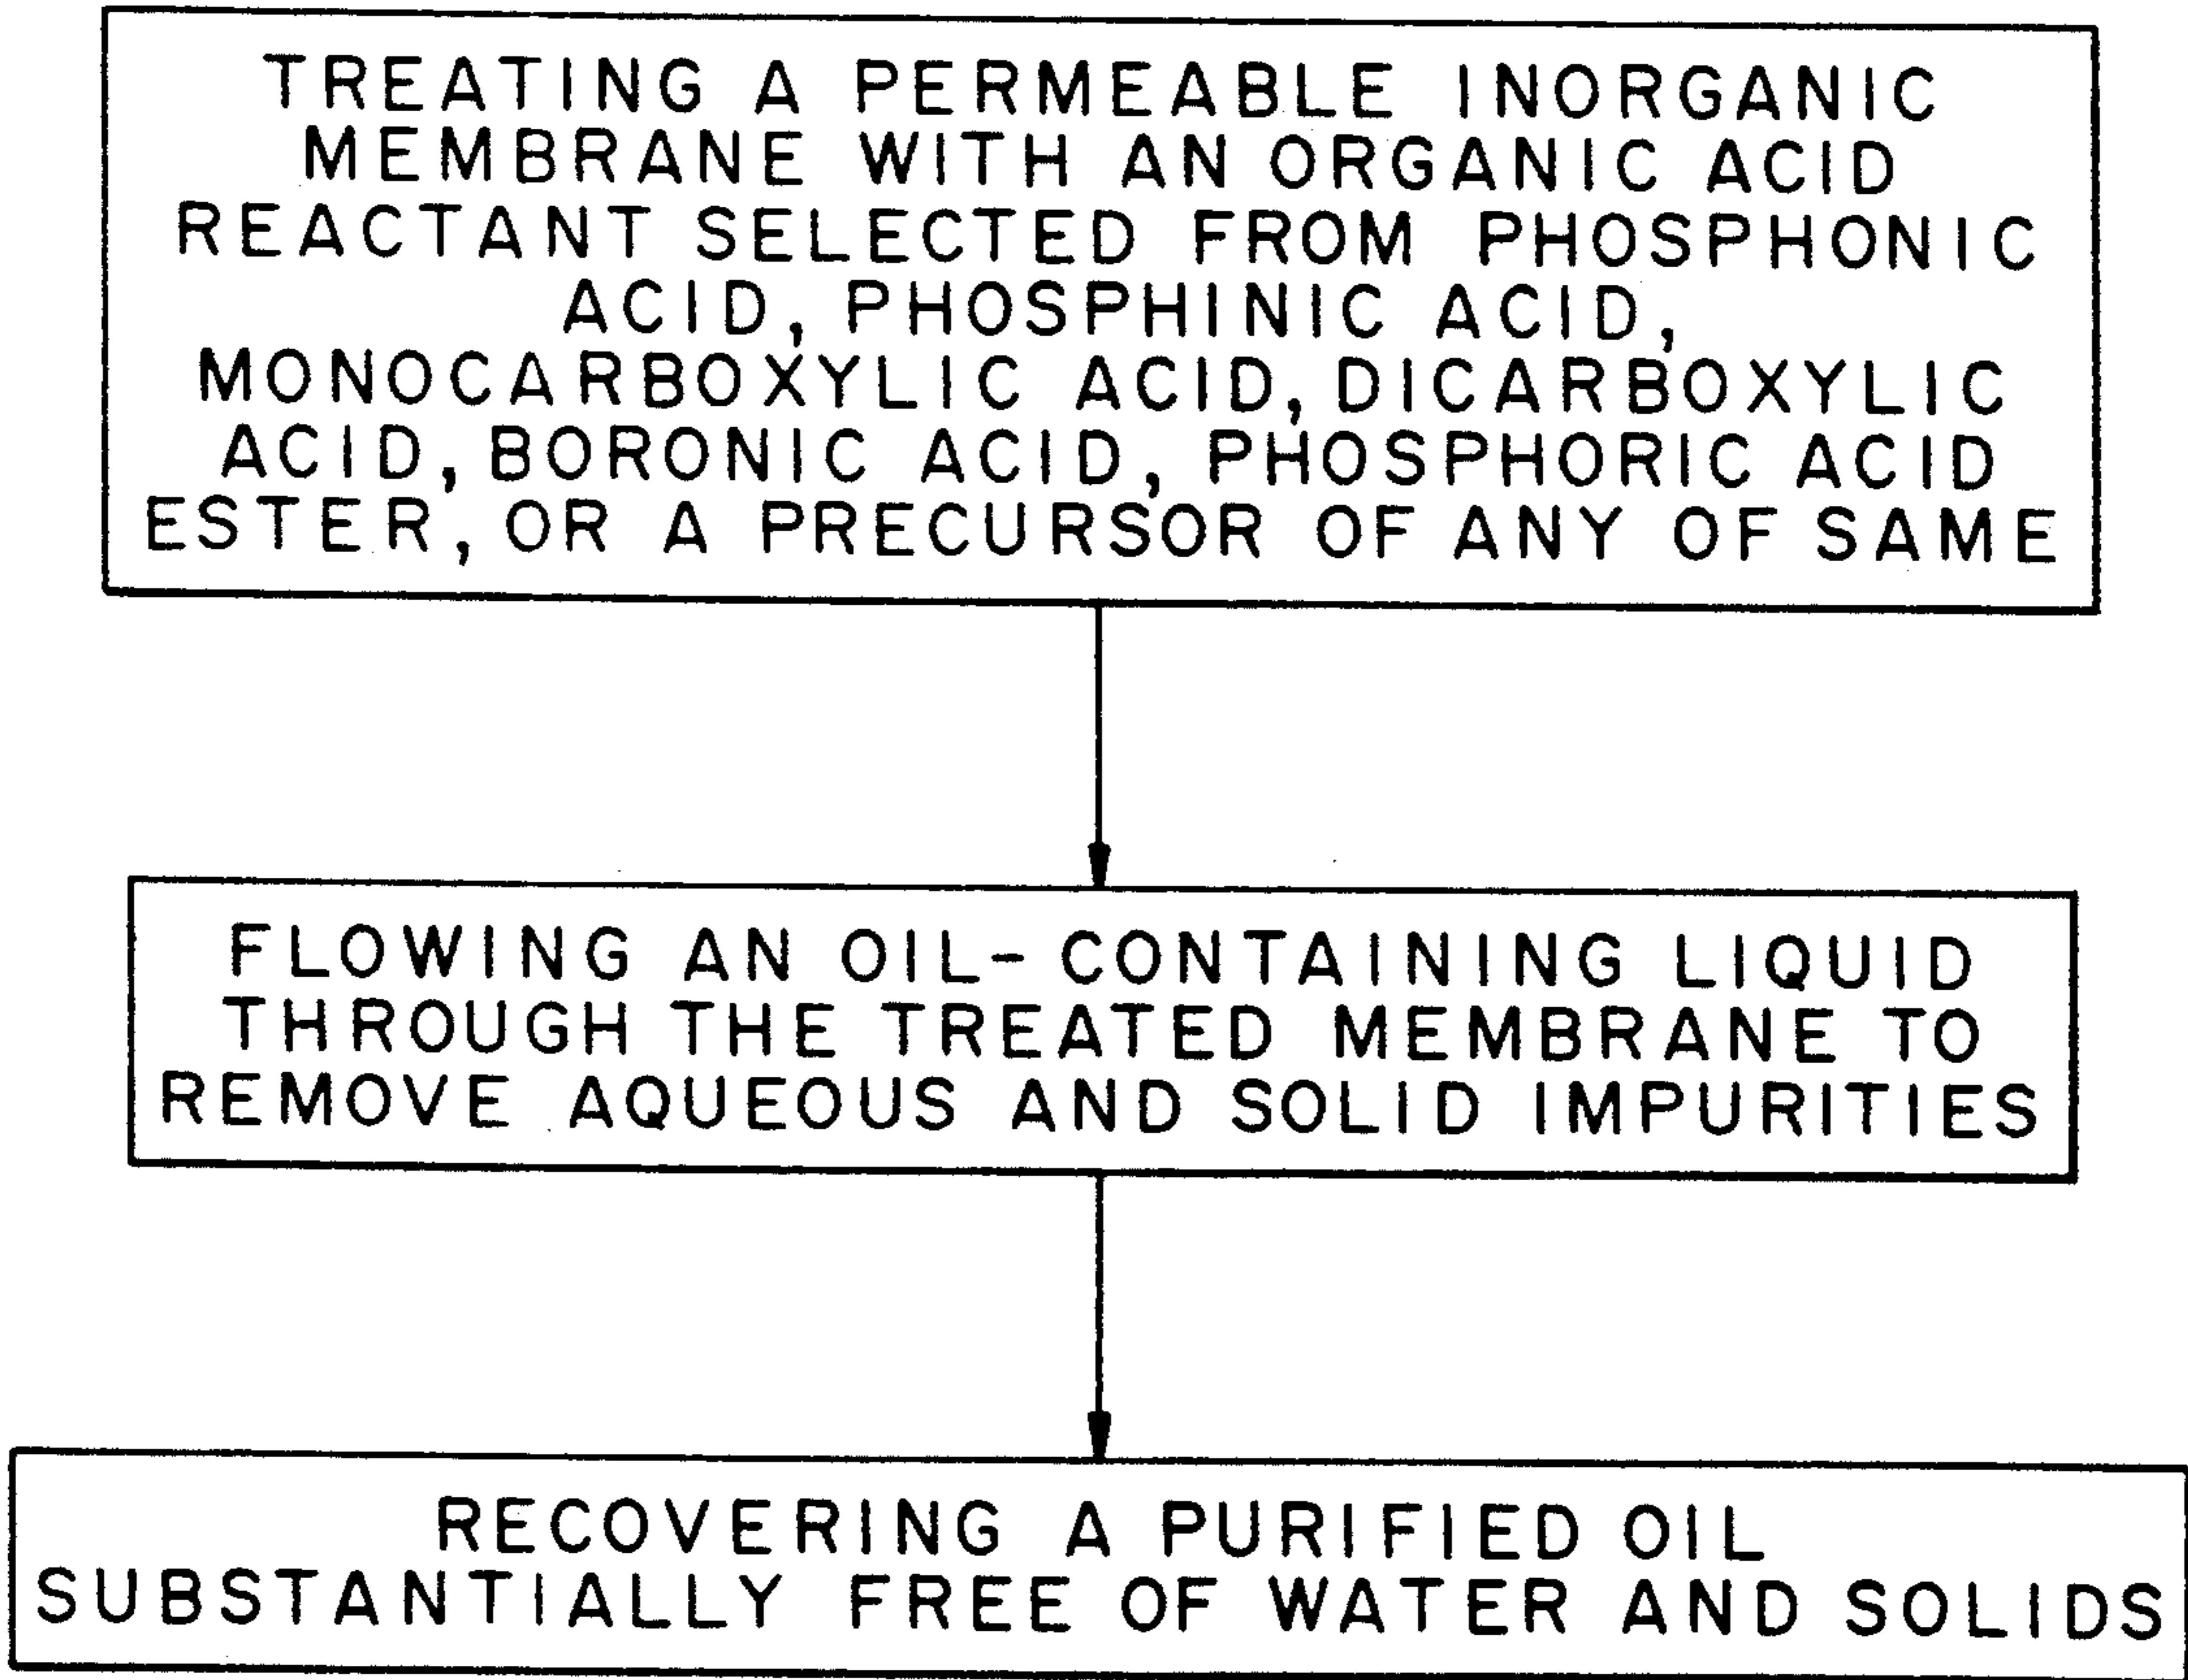 TREATING A PERMEABLE INORGANIC
MEMBRANE WITH AN ORGANIC ACID
REACTANT SELECTED FROM PHOSPHONIC
ACID, PHOSPHINIC ACID,
MONOCARBOXYLIC ACID, DICARBOXYLIC
ACID, BORONIC ACID, PHOSPHORIC ACID
ESTER, OR A PRECURSOR OF ANY OF SAME
FLOWING AN OIL-CONTAINING LIQUID
THROUGH THE TREATED MEMBRANE TO
REMOVE AQUEOUS AND SOLID IMPURITIES
RECOVERING A PURIFIED OIL
SUBSTANTIALLY FREE OF WATER AND SOLIDS